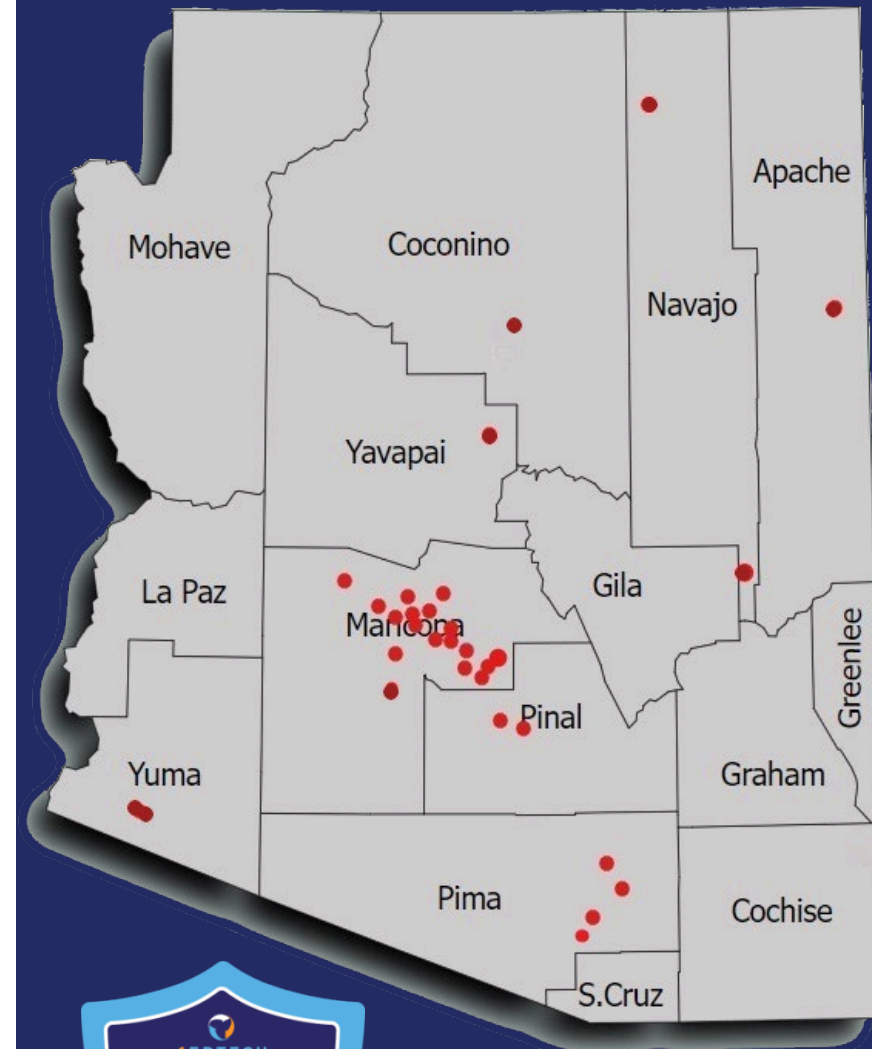 Apache
Mohave
Coconino
Navajo
Yavapai
La Paz
Gila
Maricopa
Greenlee
Pinal
Yuma
Graham
Pima
Cochise
S.Cruz